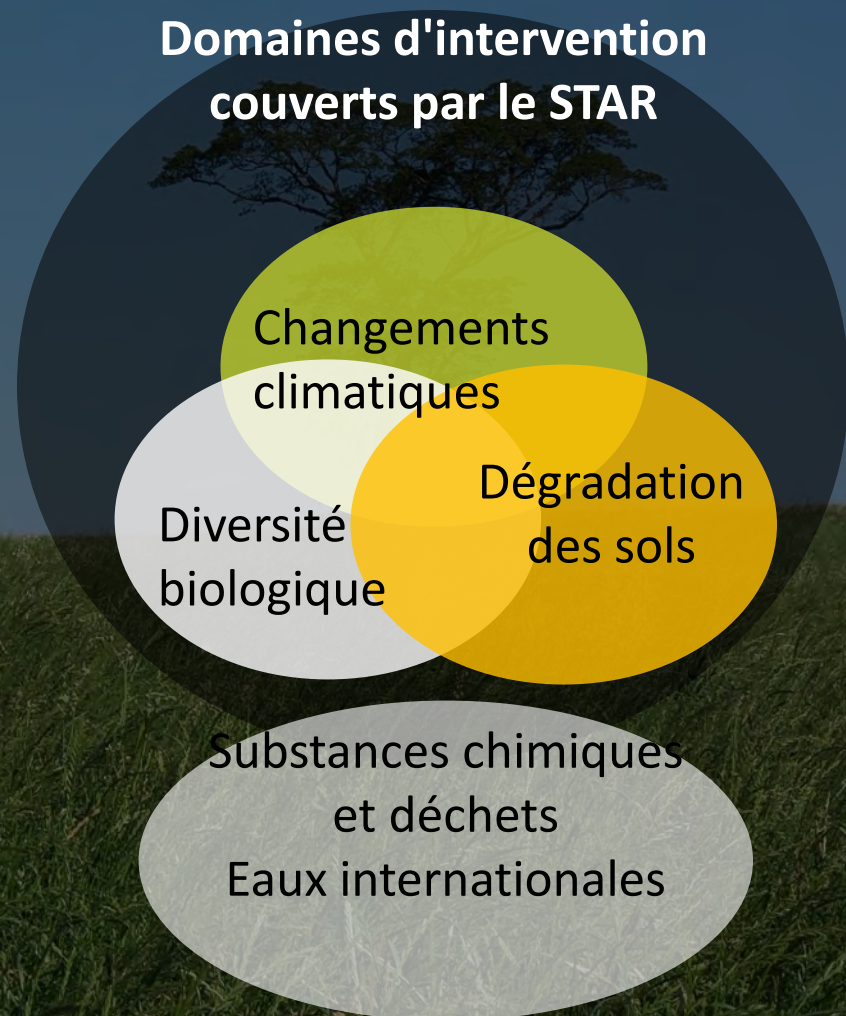 Domaines d'intervention
couverts par le STAR
Changements
climatiques
Dégradation
des sols
Diversité
biologique
Substances chimiques
et déchets
Eaux internationales